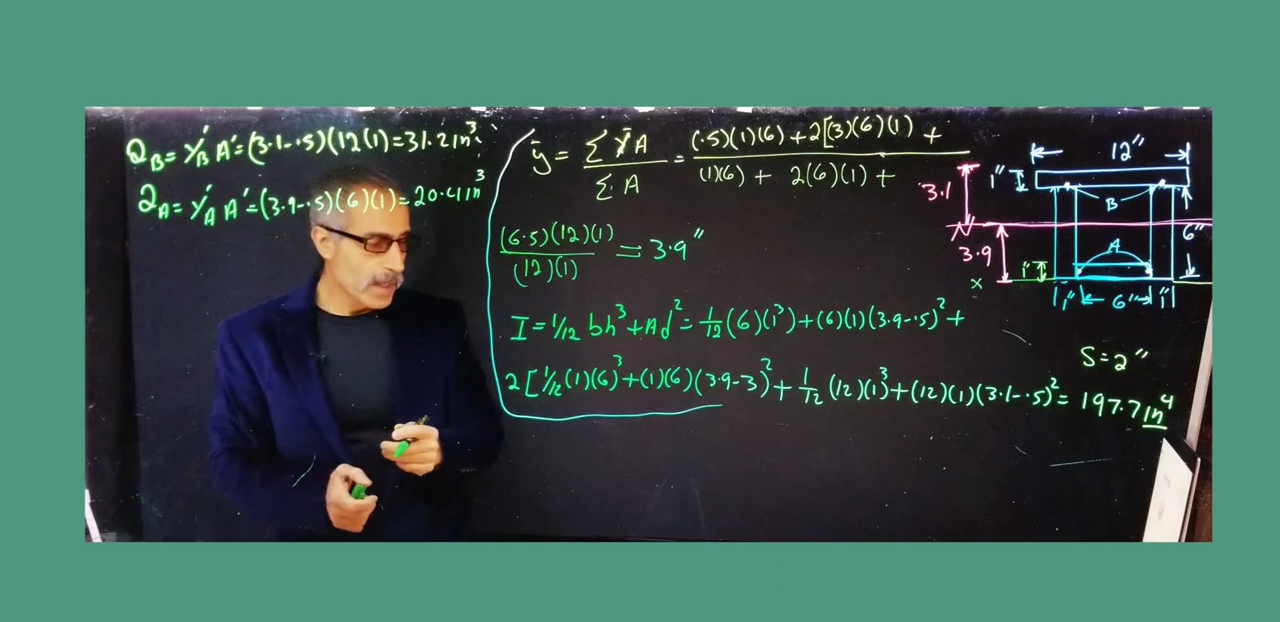 Q_B = y'_B A' = (3.1-.5)(12(1) = 31.2 in³
Q_A = y'_A A' = (3.9-.5)(6)(1) = 20.4 in³
ȳ = Σ ȳA / Σ A = (.5)(1)(6) + 2[(3)(6)(1) +
(1)(6) + 2(6)(1) +
(6.5)(12)(1) / (12)(1) = 3.9"
I = 1/12 bh³ + Ad² = 1/12 (6)(1³) + (6)(1)(3.9-.5)² +
2 [1/12 (1)(6)³ + (1)(6)(3.9-3)² + 1/12 (12)(1)³ + (12)(1)(3.1-.5)² = 197.7 in⁴
S = 2"
12"
1"
3.1
B
6"
3.9
A
1"
x
1" 6" 1"